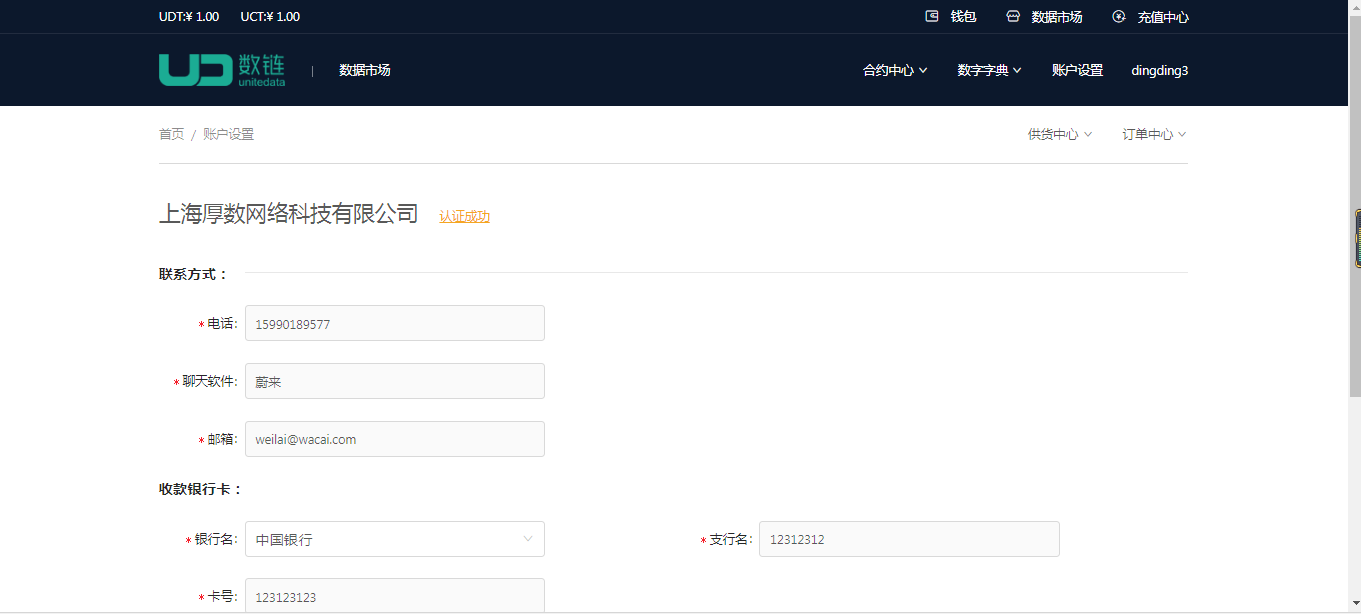 UDT:¥ 1.00 UCT:¥ 1.00 钱包 数据市场 充值中心
UD 数链 unitedata | 数据市场 合约中心 数字字典 账户设置 dingding3
首页 / 账户设置 供货中心 订单中心
上海厚数网络科技有限公司 认证成功
联系方式：
* 电话: 15990189577
* 聊天软件: 蔚来
* 邮箱: weilai@wacai.com
收款银行卡：
* 银行名: 中国银行 * 支行名: 12312312
* 卡号: 123123123